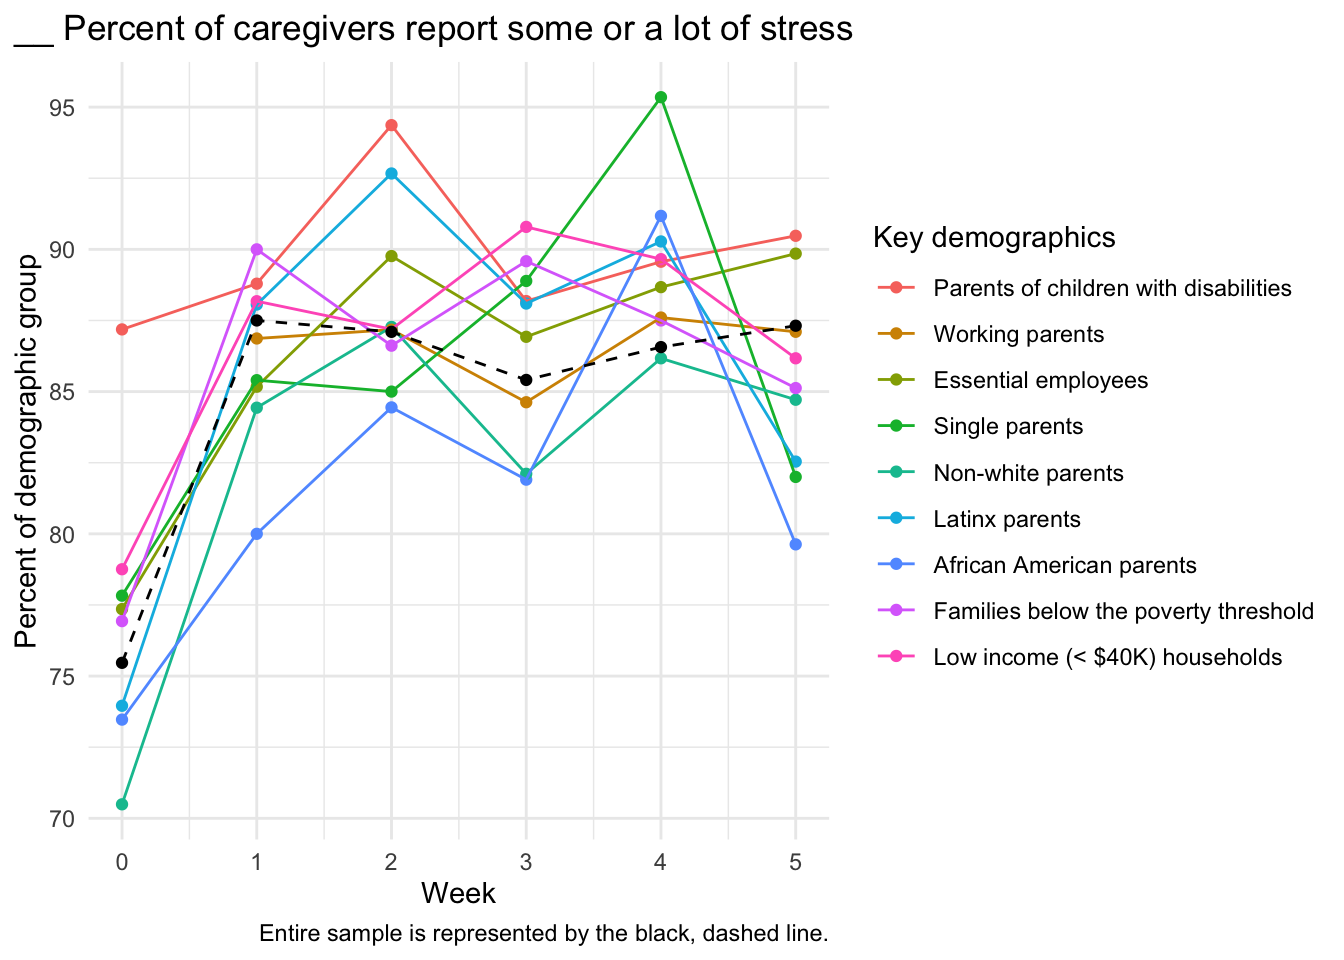 __ Percent of caregivers report some or a lot of stress
95
90
85
80
75
70
Percent of demographic group
0 1 2 3 4 5
Week
Entire sample is represented by the black, dashed line.
Key demographics
Parents of children with disabilities
Working parents
Essential employees
Single parents
Non-white parents
Latinx parents
African American parents
Families below the poverty threshold
Low income (< $40K) households